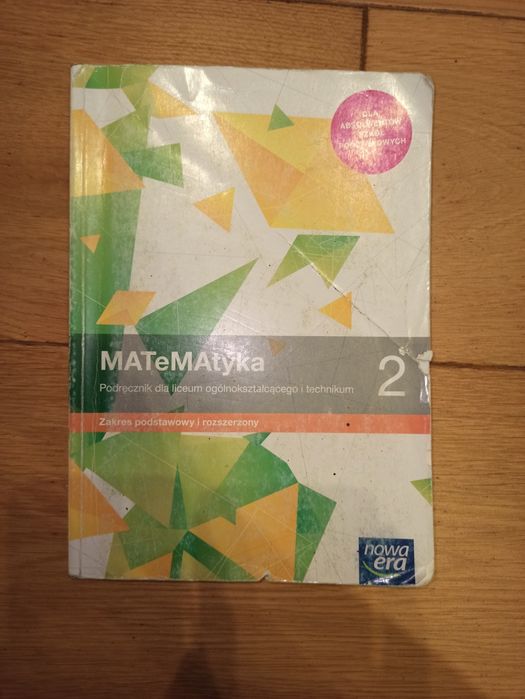 DLA
ABSOLWENTÓW
SZKÓŁ
PODSTAWOWYCH
MATeMAtyka
2
Podręcznik dla liceum ogólnokształcącego i technikum
Zakres podstawowy i rozszerzony
nowa
era